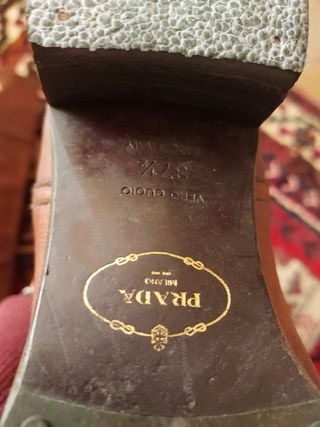 PRADA
MILANO
VERO CUOIO
37½